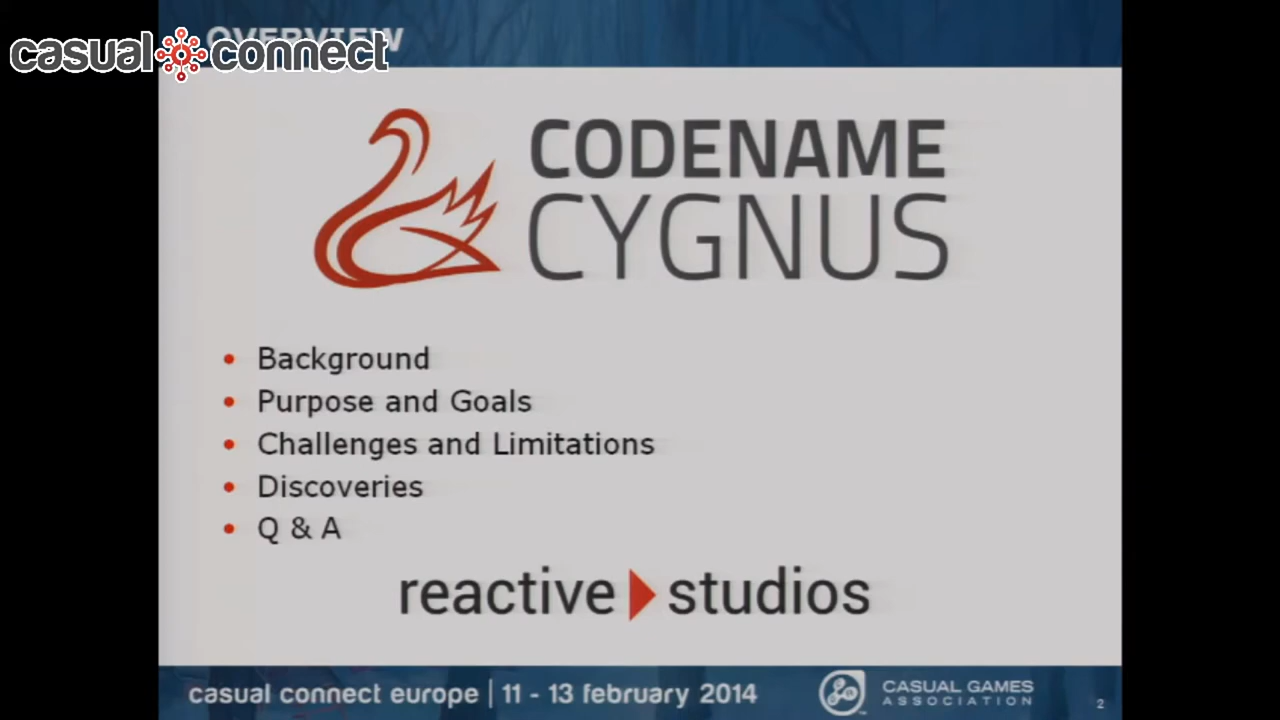 OVERVIEW
casual connect
CODENAME
CYGNUS
• Background
• Purpose and Goals
• Challenges and Limitations
• Discoveries
• Q & A
reactive studios
casual connect europe | 11 - 13 february 2014
CASUAL GAMES
ASSOCIATION
2